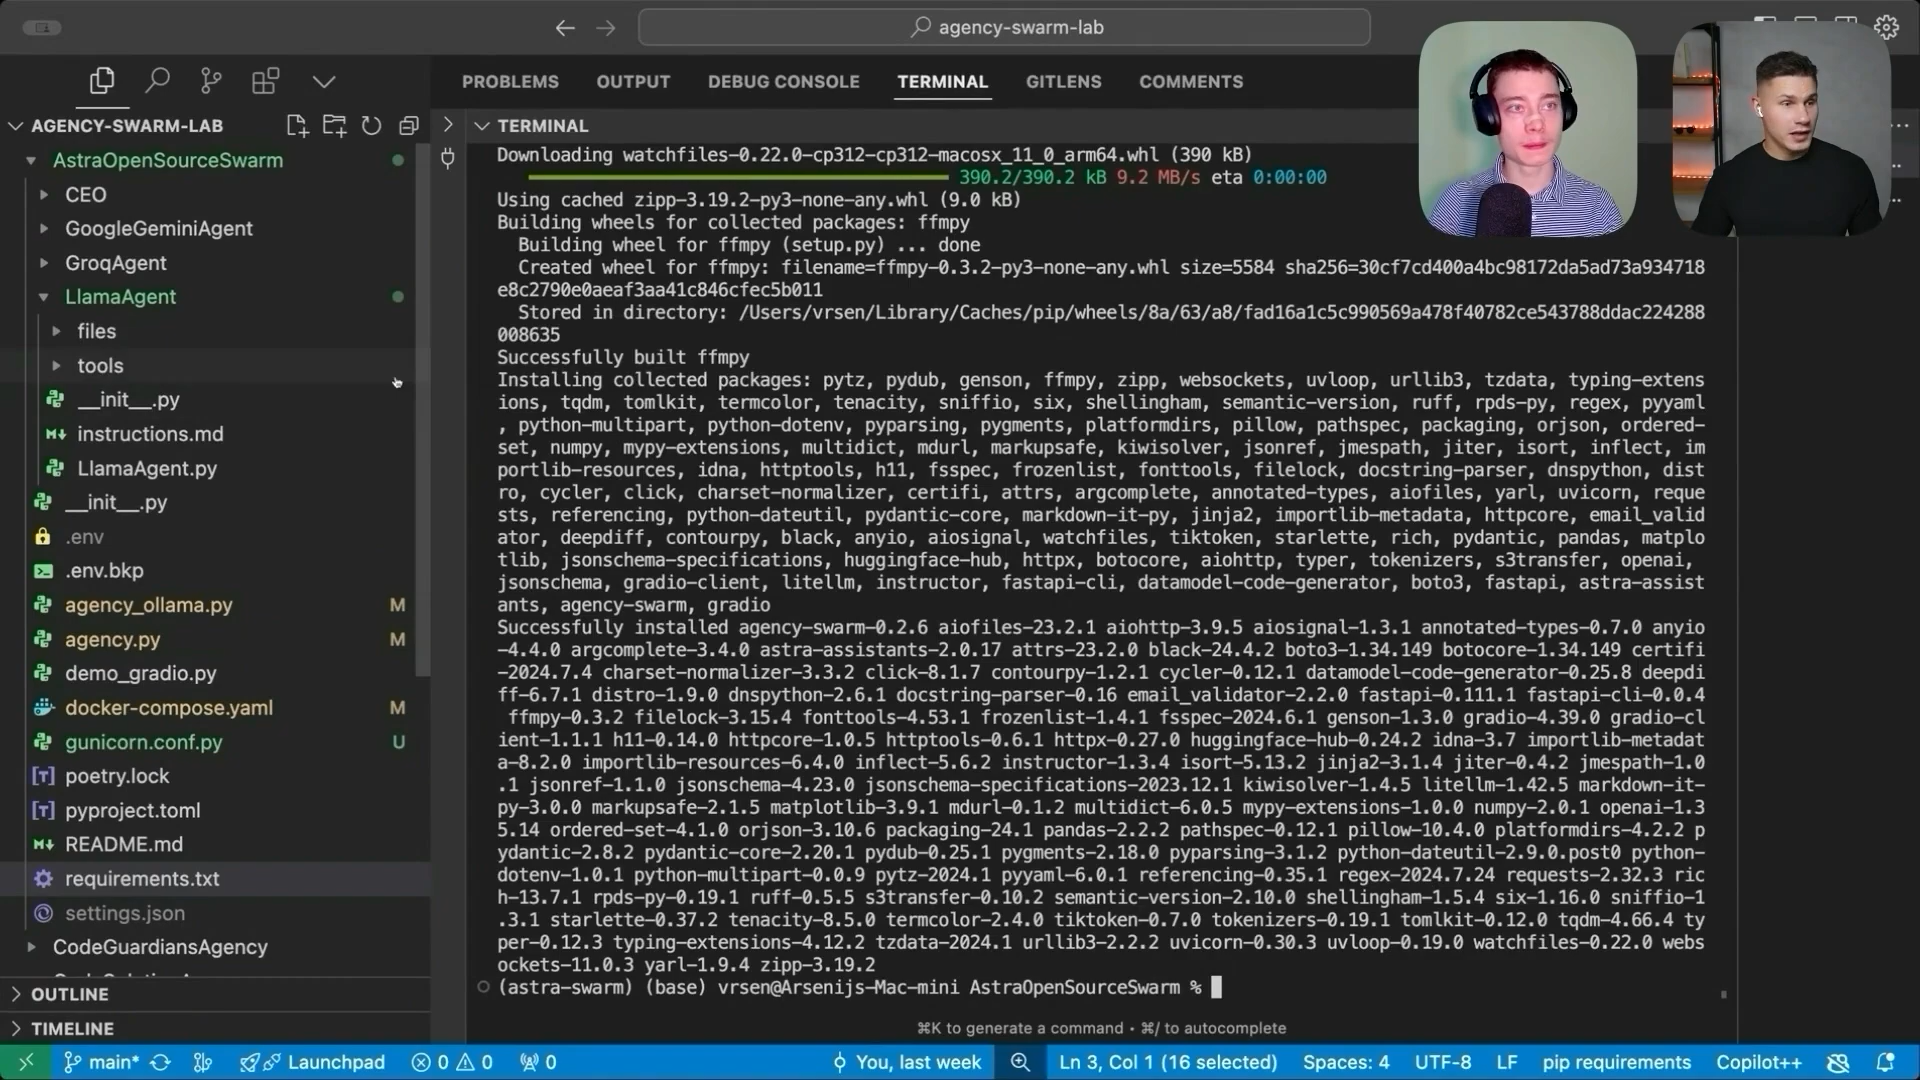 agency-swarm-lab
PROBLEMS OUTPUT DEBUG CONSOLE TERMINAL GITLENS COMMENTS
AGENCY-SWARM-LAB
AstraOpenSourceSwarm
CEO
GoogleGeminiAgent
GroqAgent
LlamaAgent
files
tools
__init__.py
instructions.md
LlamaAgent.py
__init__.py
.env
.env.bkp
agency_ollama.py M
agency.py M
demo_gradio.py
docker-compose.yaml M
gunicorn.conf.py U
poetry.lock
pyproject.toml
README.md
requirements.txt
settings.json
CodeGuardiansAgency
OUTLINE
TIMELINE
TERMINAL
Downloading watchfiles-0.22.0-cp312-cp312-macosx_11_0_arm64.whl (390 kB)
390.2/390.2 kB 9.2 MB/s eta 0:00:00
Using cached zipp-3.19.2-py3-none-any.whl (9.0 kB)
Building wheels for collected packages: ffmpy
Building wheel for ffmpy (setup.py) ... done
Created wheel for ffmpy: filename=ffmpy-0.3.2-py3-none-any.whl size=5584 sha256=30cf7cd400a4bc98172da5ad73a934718
e8c2790e0aeaf3aa41c846cfec5b011
Stored in directory: /Users/vrsen/Library/Caches/pip/wheels/8a/63/a8/fad16a1c5c990569a478f40782ce543788ddac224288
008635
Successfully built ffmpy
Installing collected packages: pytz, pydub, genson, ffmpy, zipp, websockets, uvloop, urllib3, tzdata, typing-extens
ions, tqdm, tomlkit, termcolor, tenacity, sniffio, six, shellingham, semantic-version, ruff, rpds-py, regex, pyyaml
, python-multipart, python-dotenv, pyparsing, pygments, platformdirs, pillow, pathspec, packaging, orjson, ordered-
set, numpy, mypy-extensions, multidict, mdurl, markupsafe, kiwisolver, jsonref, jmespath, jiter, isort, inflect, im
portlib-resources, idna, httptools, h11, fsspec, frozenlist, fonttools, filelock, docstring-parser, dnspython, dist
ro, cycler, click, charset-normalizer, certifi, attrs, argcomplete, annotated-types, aiofiles, yarl, uvicorn, reque
sts, referencing, python-dateutil, pydantic-core, markdown-it-py, jinja2, importlib-metadata, httpcore, email_valid
ator, deepdiff, contourpy, black, anyio, aiosignal, watchfiles, tiktoken, starlette, rich, pydantic, pandas, matplo
tlib, jsonschema-specifications, huggingface-hub, httpx, botocore, aiohttp, typer, tokenizers, s3transfer, openai,
jsonschema, gradio-client, litellm, instructor, fastapi-cli, datamodel-code-generator, boto3, fastapi, astra-assist
ants, agency-swarm, gradio
Successfully installed agency-swarm-0.2.6 aiofiles-23.2.1 aiohttp-3.9.5 aiosignal-1.3.1 annotated-types-0.7.0 anyio
-4.4.0 argcomplete-3.4.0 astra-assistants-2.0.17 attrs-23.2.0 black-24.4.2 boto3-1.34.149 botocore-1.34.149 certifi
-2024.7.4 charset-normalizer-3.3.2 click-8.1.7 contourpy-1.2.1 cycler-0.12.1 datamodel-code-generator-0.25.8 deepdi
ff-6.7.1 distro-1.9.0 dnspython-2.6.1 docstring-parser-0.16 email_validator-2.2.0 fastapi-0.111.1 fastapi-cli-0.0.4
ffmpy-0.3.2 filelock-3.15.4 fonttools-4.53.1 frozenlist-1.4.1 fsspec-2024.6.1 genson-1.3.0 gradio-4.39.0 gradio-cl
ient-1.1.1 h11-0.14.0 httpcore-1.0.5 httptools-0.6.1 httpx-0.27.0 huggingface-hub-0.24.2 idna-3.7 importlib-metadat
a-8.2.0 importlib-resources-6.4.0 inflect-5.6.2 instructor-1.3.4 isort-5.13.2 jinja2-3.1.4 jiter-0.4.2 jmespath-1.0
.1 jsonref-1.1.0 jsonschema-4.23.0 jsonschema-specifications-2023.12.1 kiwisolver-1.4.5 litellm-1.42.5 markdown-it-
py-3.0.0 markupsafe-2.1.5 matplotlib-3.9.1 mdurl-0.1.2 multidict-6.0.5 mypy-extensions-1.0.0 numpy-2.0.1 openai-1.3
5.14 ordered-set-4.1.0 orjson-3.10.6 packaging-24.1 pandas-2.2.2 pathspec-0.12.1 pillow-10.4.0 platformdirs-4.2.2 p
ydantic-2.8.2 pydantic-core-2.20.1 pydub-0.25.1 pygments-2.18.0 pyparsing-3.1.2 python-dateutil-2.9.0.post0 python-
dotenv-1.0.1 python-multipart-0.0.9 pytz-2024.1 pyyaml-6.0.1 referencing-0.35.1 regex-2024.7.24 requests-2.32.3 ric
h-13.7.1 rpds-py-0.19.1 ruff-0.5.5 s3transfer-0.10.2 semantic-version-2.10.0 shellingham-1.5.4 six-1.16.0 sniffio-1
.3.1 starlette-0.37.2 tenacity-8.5.0 termcolor-2.4.0 tiktoken-0.7.0 tokenizers-0.19.1 tomlkit-0.12.0 tqdm-4.66.4 ty
per-0.12.3 typing-extensions-4.12.2 tzdata-2024.1 urllib3-2.2.2 uvicorn-0.30.3 uvloop-0.19.0 watchfiles-0.22.0 webs
ockets-11.0.3 yarl-1.9.4 zipp-3.19.2
(astra-swarm) (base) vrsen@Arsenijs-Mac-mini AstraOpenSourceSwarm %
⌘K to generate a command • ⌘/ to autocomplete
main* Launchpad 0 0 0 You, last week Ln 3, Col 1 (16 selected) Spaces: 4 UTF-8 LF pip requirements Copilot++